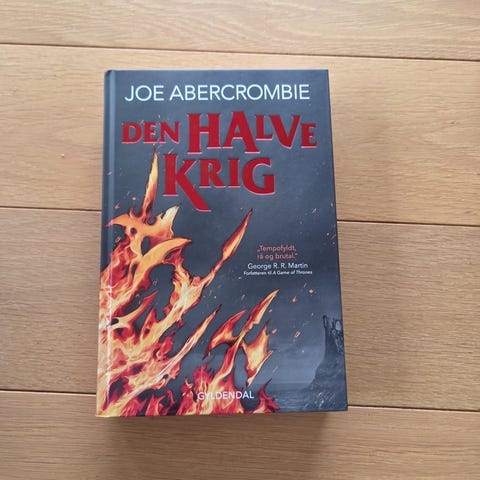 JOE ABERCROMBIE
DEN HALVE
KRIG
„Tempofyldt,
rå og brutal.”
George R. R. Martin
Forfatteren til A Game of Thrones
GYLDENDAL